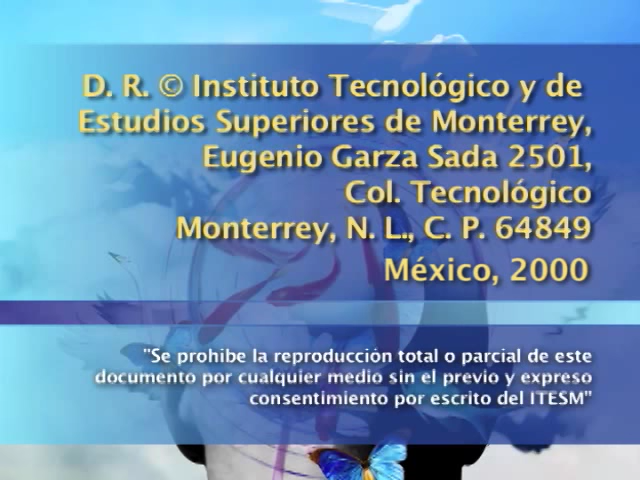 D. R. © Instituto Tecnológico y de
Estudios Superiores de Monterrey,
Eugenio Garza Sada 2501,
Col. Tecnológico
Monterrey, N. L., C. P. 64849
México, 2000
"Se prohibe la reproducción total o parcial de este
documento por cualquier medio sin el previo y expreso
consentimiento por escrito del ITESM"